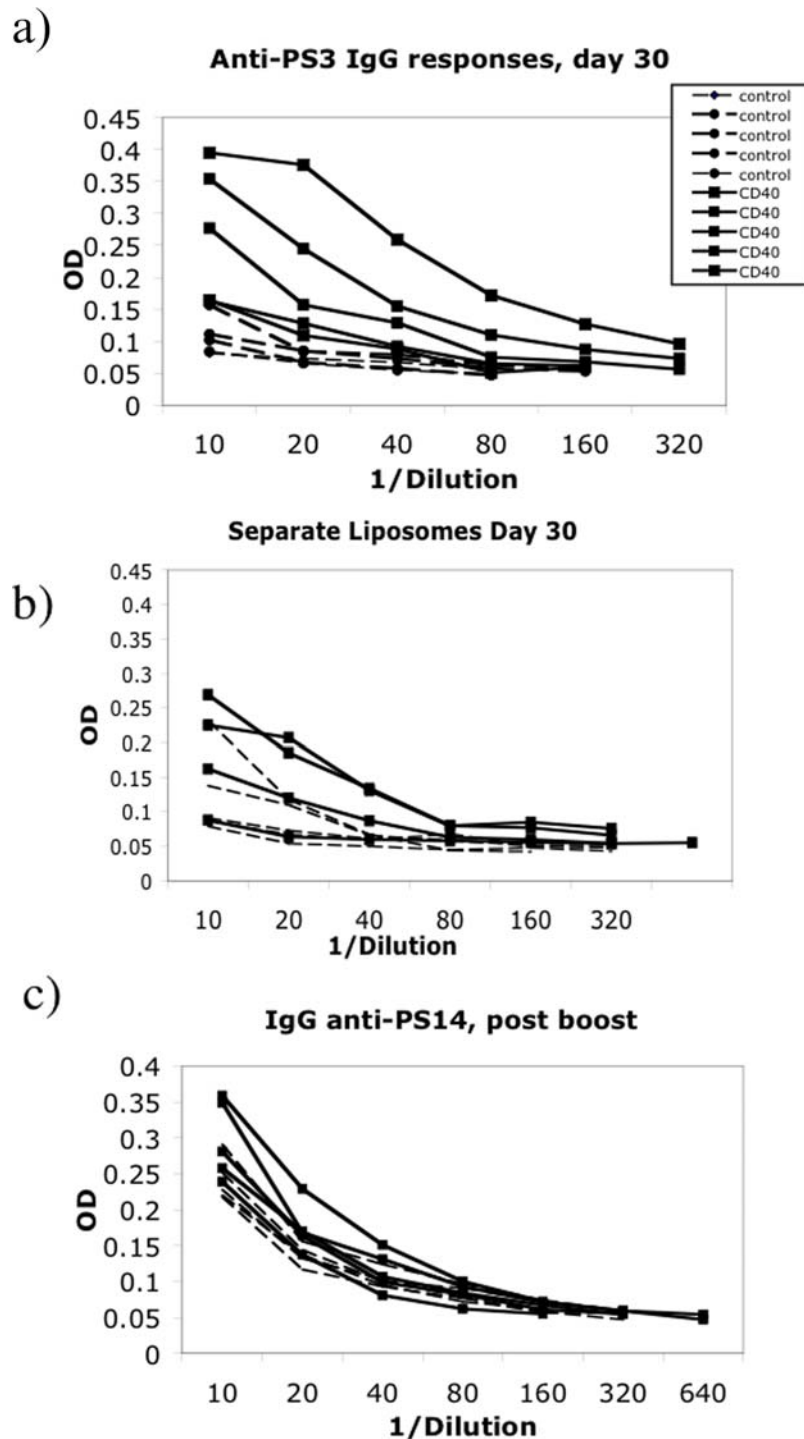 a)
Anti-PS3 IgG responses, day 30
control
control
control
control
control
CD40
CD40
CD40
CD40
CD40
0.45
0.4
0.35
0.3
0.25
0.2
0.15
0.1
0.05
0
OD
10 20 40 80 160 320
1/Dilution
b)
Separate Liposomes Day 30
0.45
0.4
0.35
0.3
0.25
0.2
0.15
0.1
0.05
0
OD
10 20 40 80 160 320
1/Dilution
c)
IgG anti-PS14, post boost
0.4
0.35
0.3
0.25
0.2
0.15
0.1
0.05
0
OD
10 20 40 80 160 320 640
1/Dilution